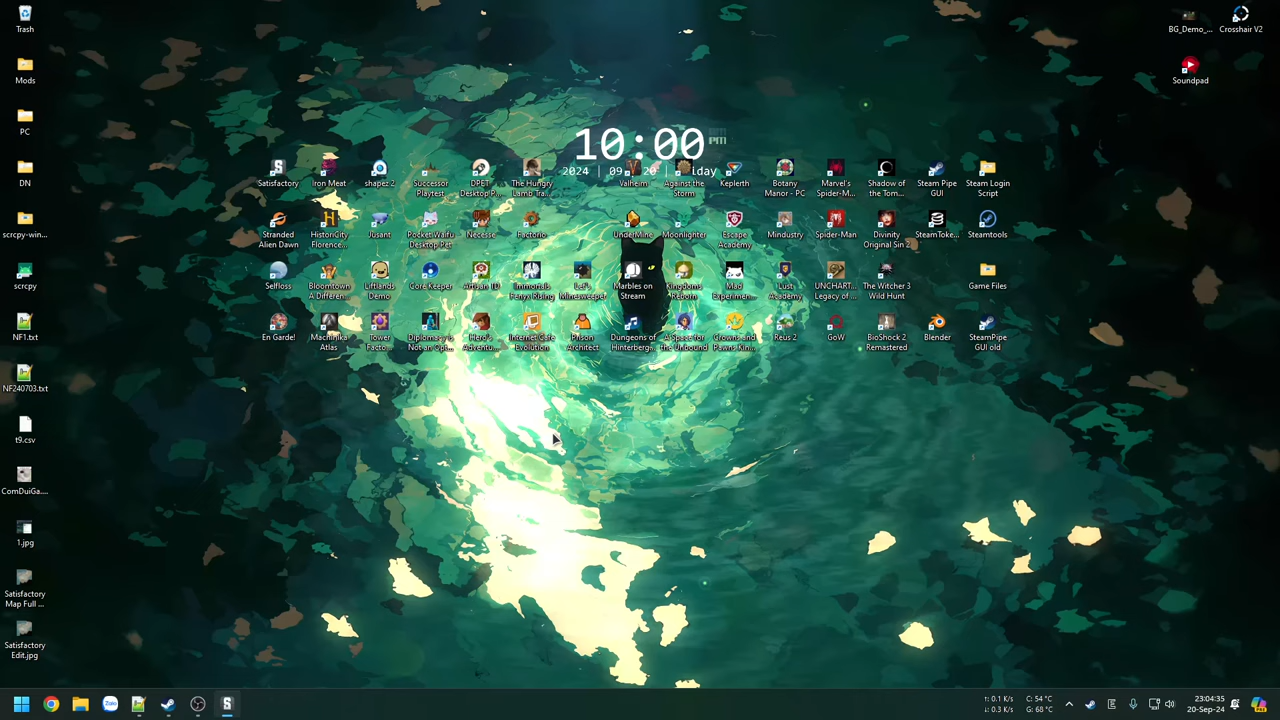 Trash
BG_Demo_...
Crosshair V2
Mods
Soundpad
PC
10:00 PM
2024 | 09 20 | iday
DN
Satisfactory
Iron Meat
shapez 2
Successor
Playtest
DPET
Desktop P...
The Hungry
Lamb Tra...
Valheim
Against the
Storm
Keplerth
Botany
Manor - PC
Marvel's
Spider-M...
Shadow of
the Tom...
Steam Pipe
GUI
Steam Login
Script
scrcpy-win...
Stranded
Alien Dawn
HistoriCity
Florence...
Jusant
PocketWaifu
Desktop Pet
Necesse
Factorio
UnderMine
Moonlighter
Escape
Academy
Mindustry
Spider-Man
Divinity
Original Sin 2
SteamToke...
Steamtools
scrcpy
Selfloss
Bloomtown
A Differen...
Liftlands
Demo
Core Keeper
Artisan TD
Immortals
Fenyx Rising
Let's
Minesweeper
Marbles on
Stream
Kingdoms
Reborn
Mad
Experimen...
Lust
Academy
UNCHART...
Legacy of ...
The Witcher 3
Wild Hunt
Game Files
NF1.txt
En Garde!
Machinika
Atlas
Tower
Facto...
Diplomacy is
Not an Opt...
Hero's
Adventu...
Internet Cafe
Evolution
Prison
Architect
Dungeons of
Hinterberg...
A Space for
the Unbound
Crowns and
Pawns Kin...
Reus 2
GoW
BioShock 2
Remastered
Blender
SteamPipe
GUI old
NF240703.txt
t9.csv
ComDuiGa....
1.jpg
Satisfactory
Map Full ...
Satisfactory
Edit.jpg
Zalo
↑: 0.1 K/s
↓: 0.3 K/s
C: 54 °C
G: 68 °C
23:04:35
20-Sep-24